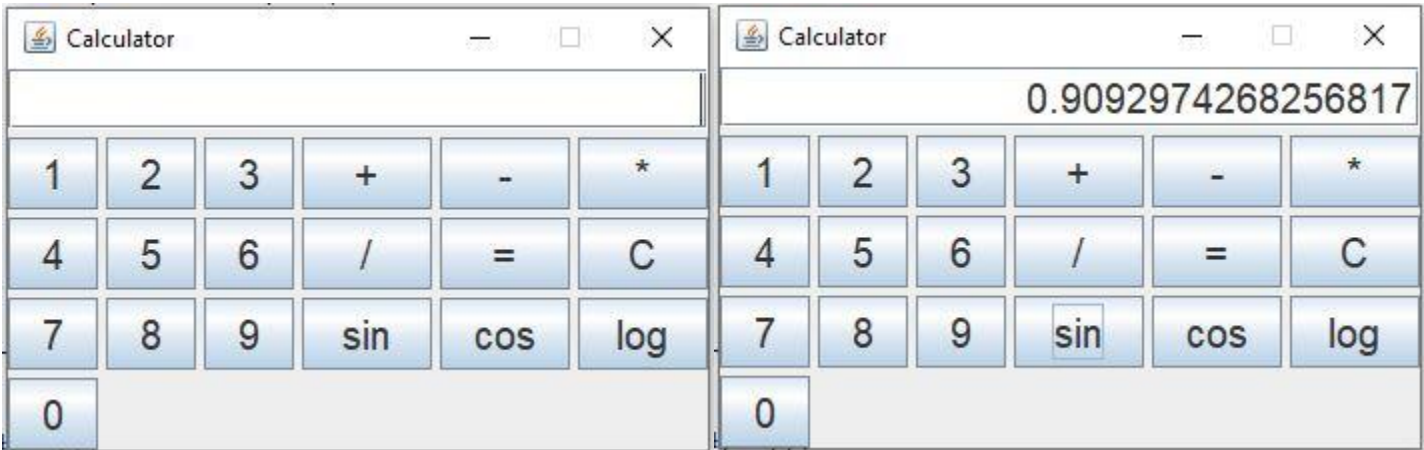 Calculator
1 2 3 + - *
4 5 6 / = C
7 8 9 sin cos log
0
Calculator
0.9092974268256817
1 2 3 + - *
4 5 6 / = C
7 8 9 sin cos log
0